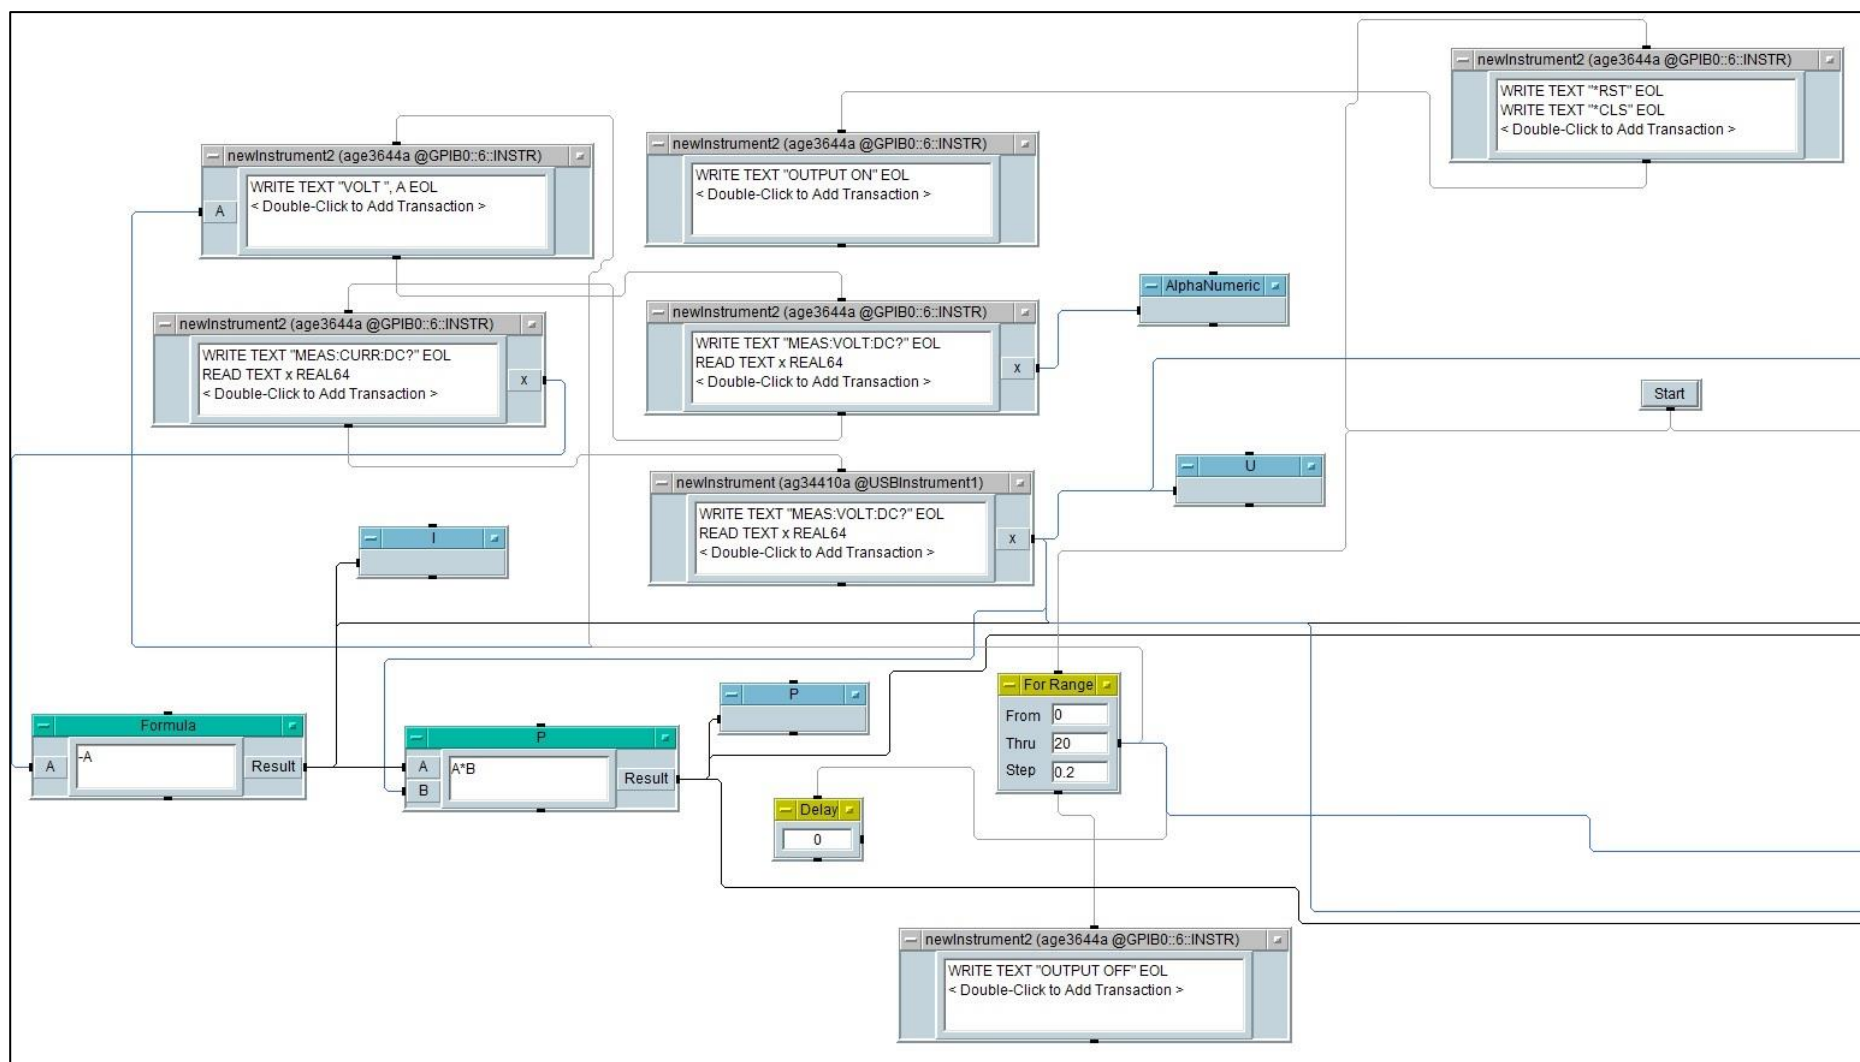 newInstrument2 (age3644a @GPIB0::6::INSTR)
WRITE TEXT "*RST" EOL
WRITE TEXT "*CLS" EOL
< Double-Click to Add Transaction >
newInstrument2 (age3644a @GPIB0::6::INSTR)
A
WRITE TEXT "VOLT ", A EOL
< Double-Click to Add Transaction >
newInstrument2 (age3644a @GPIB0::6::INSTR)
WRITE TEXT "OUTPUT ON" EOL
< Double-Click to Add Transaction >
AlphaNumeric
newInstrument2 (age3644a @GPIB0::6::INSTR)
WRITE TEXT "MEAS:CURR:DC?" EOL
READ TEXT x REAL64
< Double-Click to Add Transaction >
x
newInstrument2 (age3644a @GPIB0::6::INSTR)
WRITE TEXT "MEAS:VOLT:DC?" EOL
READ TEXT x REAL64
< Double-Click to Add Transaction >
x
Start
U
newInstrument (ag34410a @USBInstrument1)
WRITE TEXT "MEAS:VOLT:DC?" EOL
READ TEXT x REAL64
< Double-Click to Add Transaction >
x
I
Formula
A
-A
Result
P
A
B
A*B
Result
P
For Range
From 0
Thru 20
Step 0.2
Delay
0
newInstrument2 (age3644a @GPIB0::6::INSTR)
WRITE TEXT "OUTPUT OFF" EOL
< Double-Click to Add Transaction >